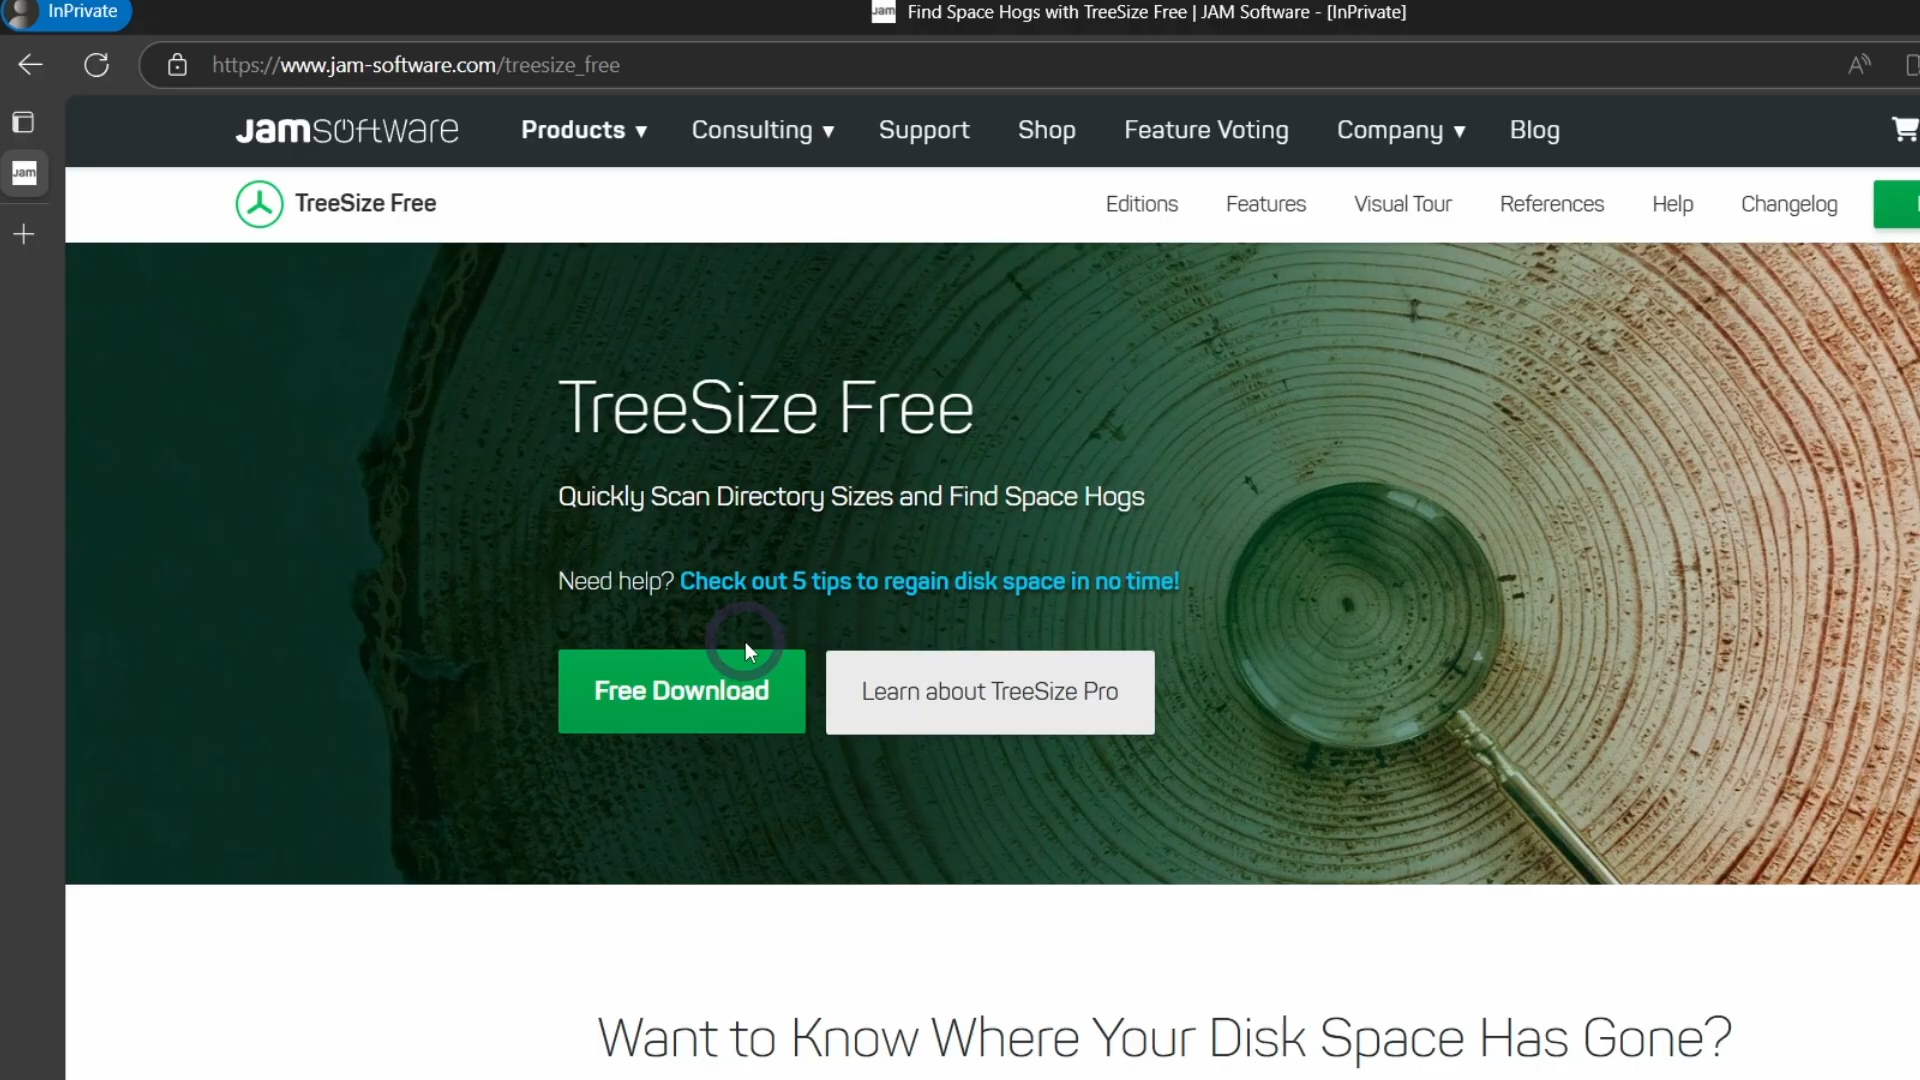 InPrivate
Jam Find Space Hogs with TreeSize Free | JAM Software - [InPrivate]
https://www.jam-software.com/treesize_free
Jam
Jamsoftware Products ▾ Consulting ▾ Support Shop Feature Voting Company ▾ Blog
TreeSize Free Editions Features Visual Tour References Help Changelog
TreeSize Free
Quickly Scan Directory Sizes and Find Space Hogs
Need help? Check out 5 tips to regain disk space in no time!
Free Download Learn about TreeSize Pro
Want to Know Where Your Disk Space Has Gone?